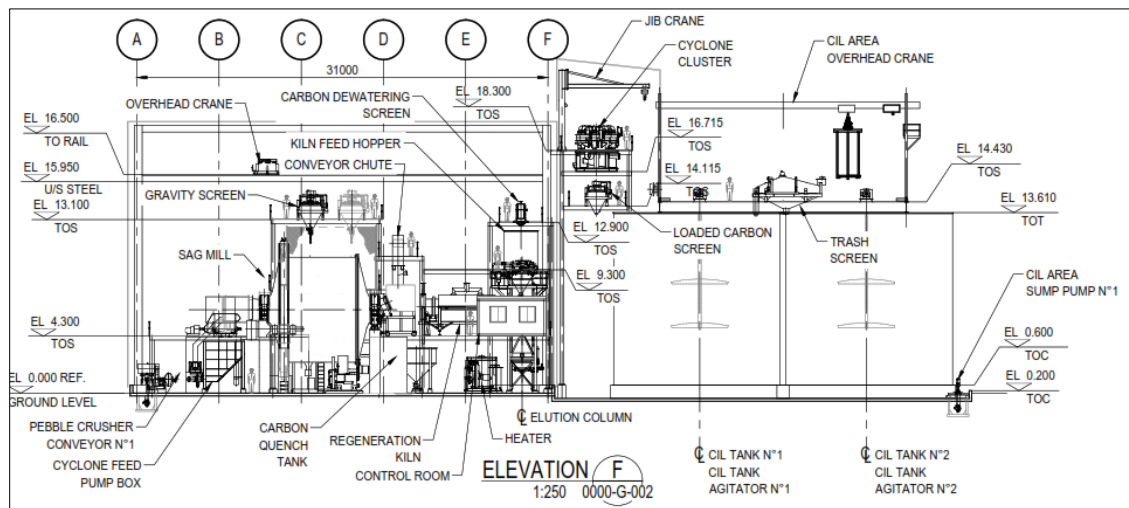 A
B
C
D
E
F
31000
JIB CRANE
CYCLONE
CLUSTER
CIL AREA
OVERHEAD CRANE
OVERHEAD CRANE
CARBON DEWATERING
SCREEN
EL 18.300
TOS
EL 16.500
TO RAIL
KILN FEED HOPPER
EL 16.715
TOS
EL 15.950
U/S STEEL
CONVEYOR CHUTE
EL 14.115
TOS
EL 14.430
TOS
GRAVITY SCREEN
EL 13.100
TOS
EL 13.610
TOT
EL 12.900
TOS
LOADED CARBON
SCREEN
TRASH
SCREEN
SAG MILL
EL 9.300
TOS
CIL AREA
SUMP PUMP N°1
EL 4.300
TOS
EL 0.600
TOC
EL 0.000 REF.
GROUND LEVEL
EL 0.200
TOC
PEBBLE CRUSHER
CONVEYOR N°1
CYCLONE FEED
PUMP BOX
CARBON
QUENCH
TANK
REGENERATION
KILN
CONTROL ROOM
HEATER
℄ ELUTION COLUMN
ELEVATION F
1:250 0000-G-002
℄ CIL TANK N°1
CIL TANK
AGITATOR N°1
℄ CIL TANK N°2
CIL TANK
AGITATOR N°2